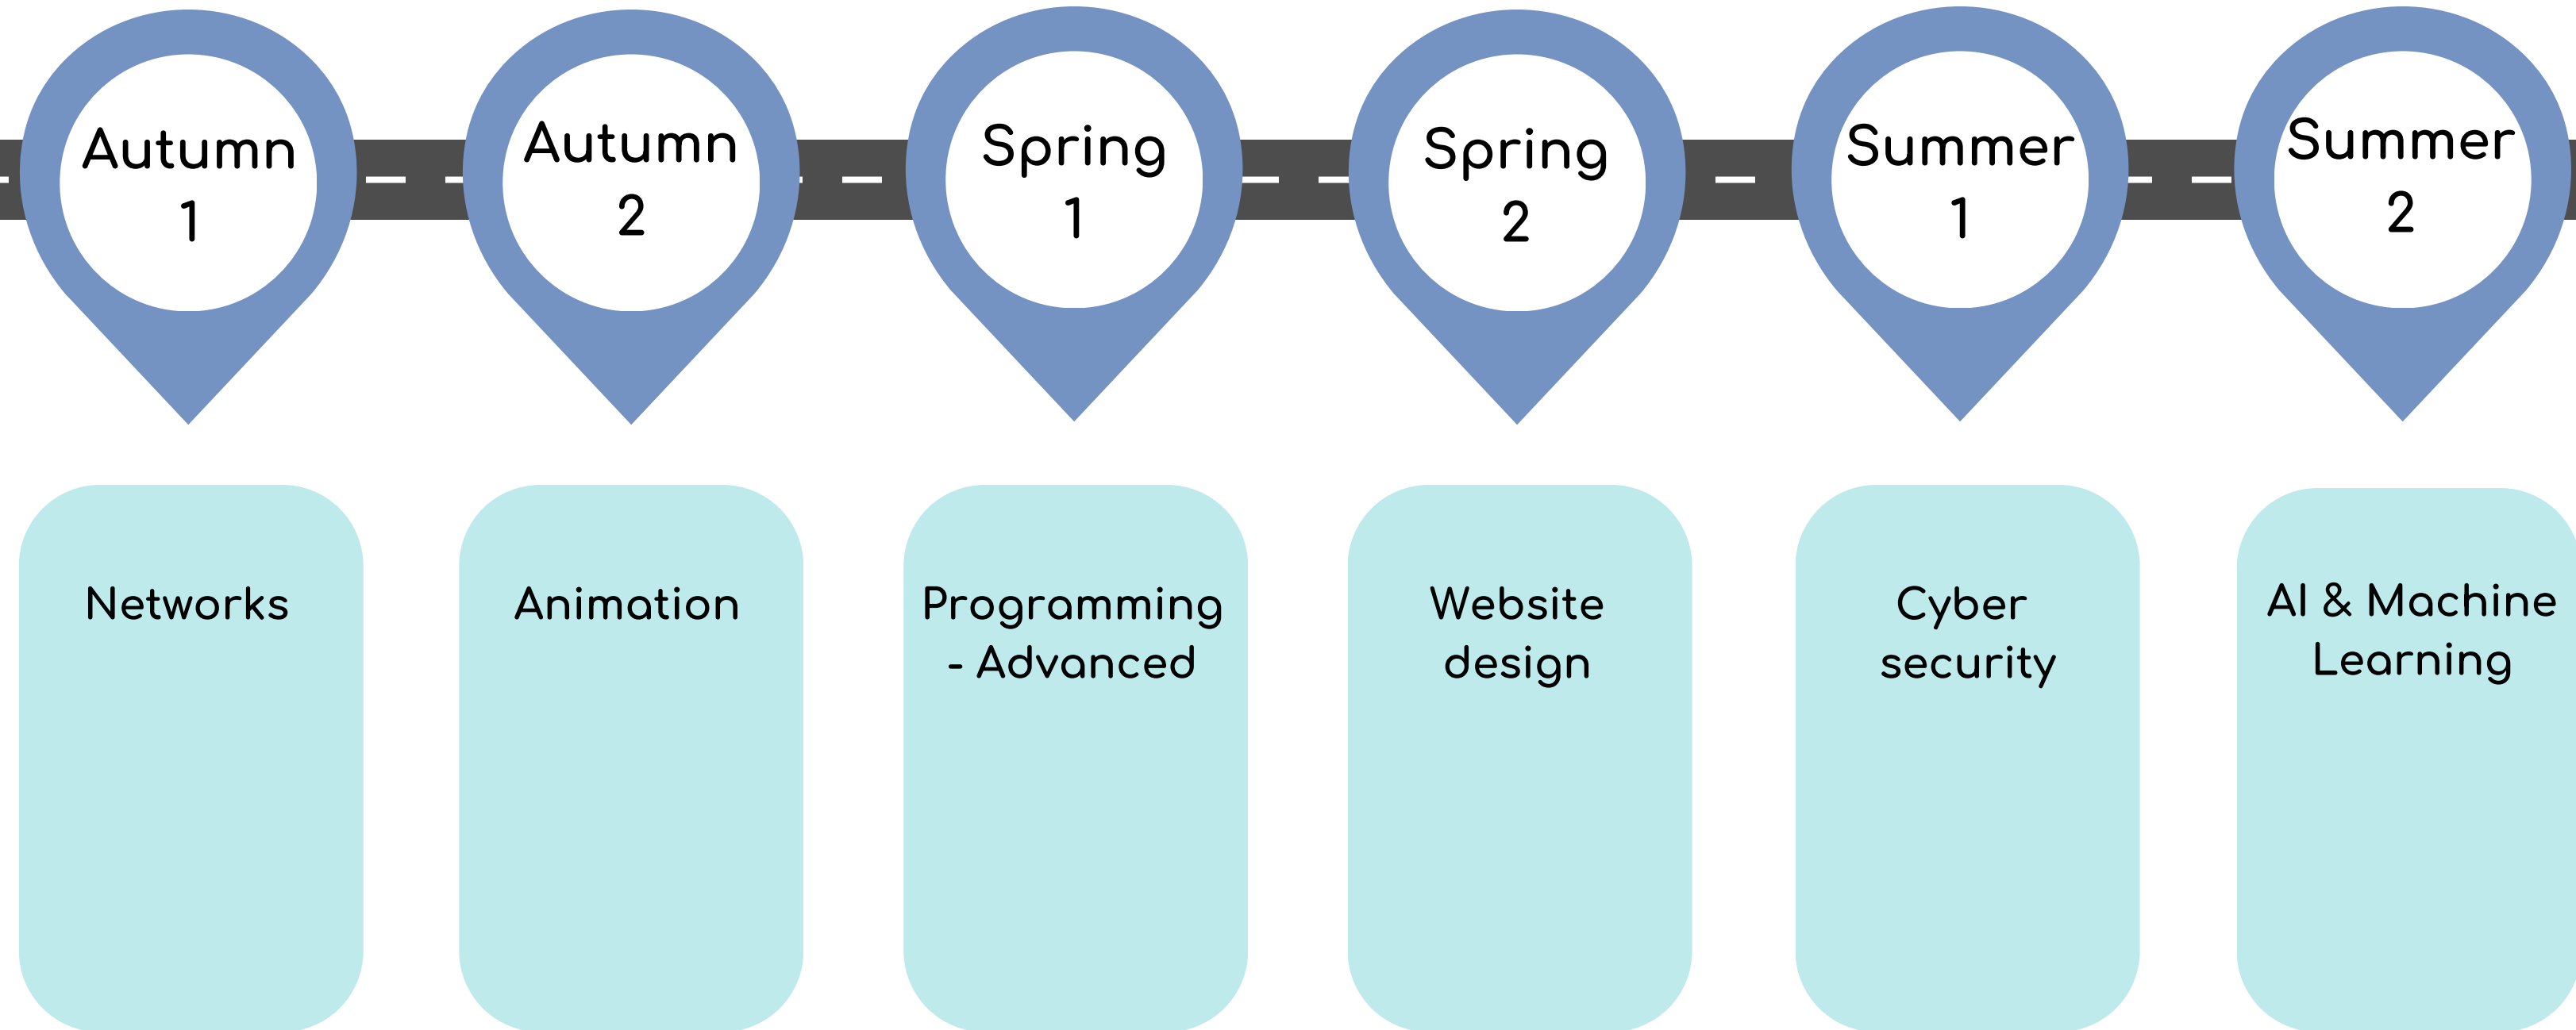 Autumn
1
Autumn
2
Spring
1
Spring
2
Summer
1
Summer
2
Networks
Animation
Programming
- Advanced
Website
design
Cyber
security
AI & Machine
Learning